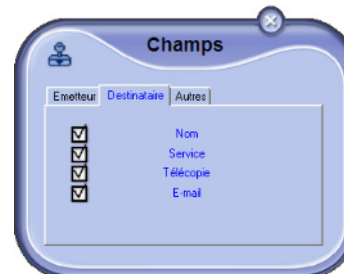 Champs
Emetteur Destinataire Autres
Nom
Service
Télécopie
E-mail